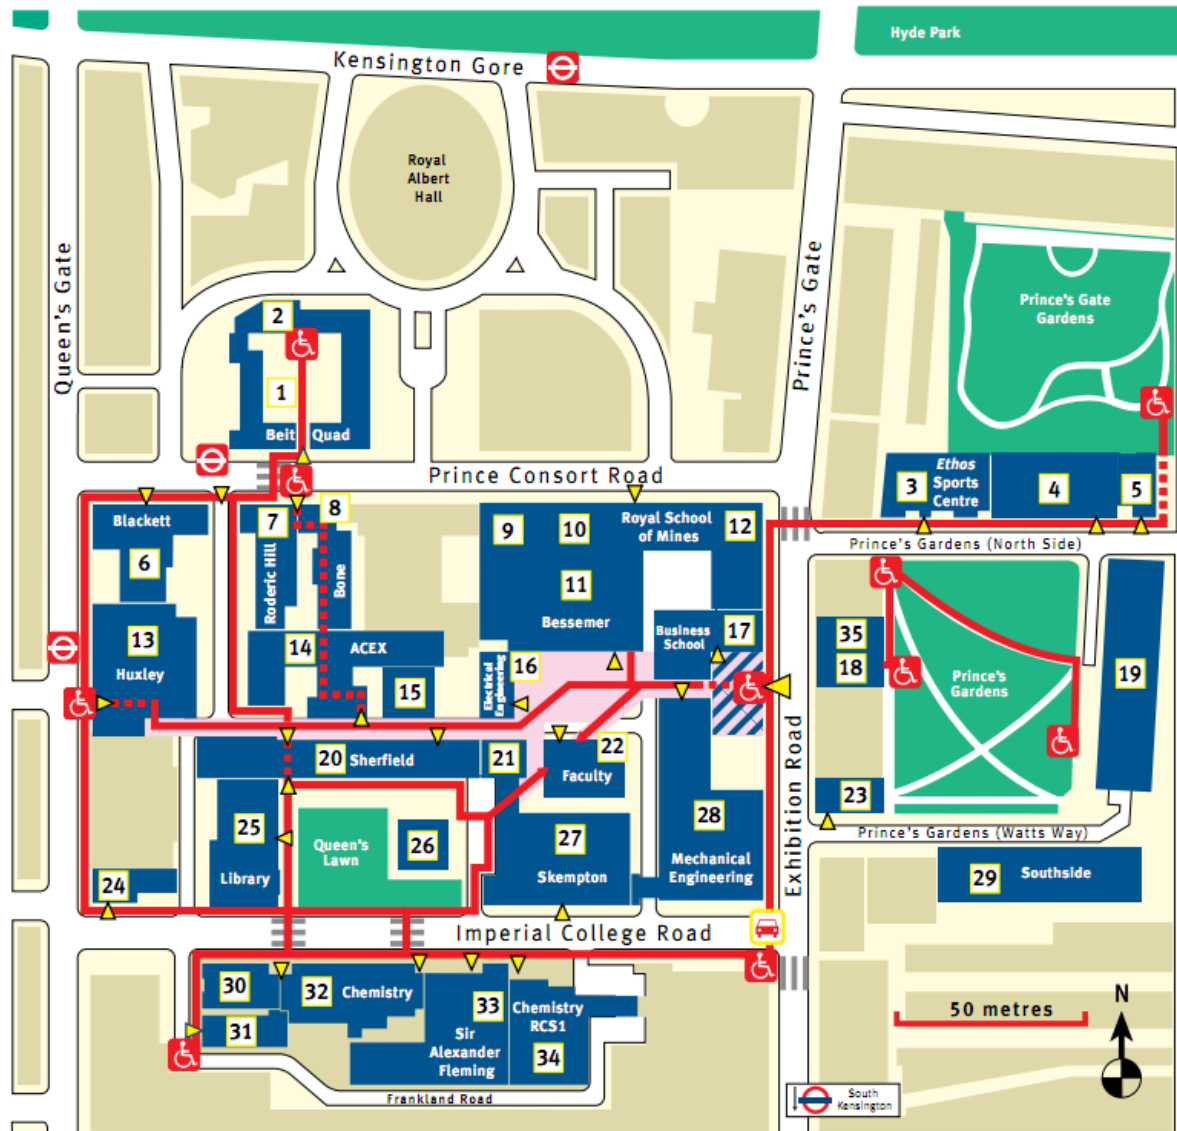 Hyde Park
Kensington Gore
Royal
Albert
Hall
Queen's Gate
Prince's Gate
Prince's Gate
Gardens
2
1
Beit Quad
Prince Consort Road
3
Ethos
Sports
Centre
4
5
Prince's Gardens (North Side)
Blackett
6
7
Roderic Hill
8
Bone
9
10
Royal School
of Mines
12
11
Bessemer
13
Huxley
14
ACEX
15
Electrical
Engineering
16
Business
School
17
35
18
Prince's
Gardens
19
20
Sherfield
21
22
Faculty
Exhibition Road
23
Prince's Gardens (Watts Way)
25
Library
Queen's
Lawn
26
27
Skempton
28
Mechanical
Engineering
24
29
Southside
Imperial College Road
30
31
32
Chemistry
33
Sir
Alexander
Fleming
Chemistry
RCS1
34
Frankland Road
50 metres
N
South
Kensington